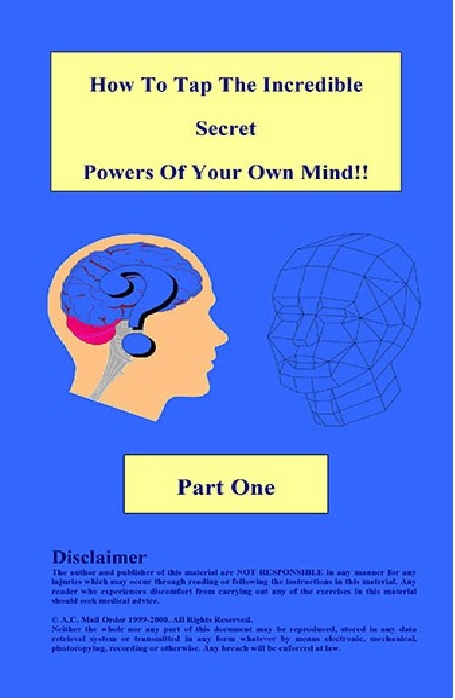 How To Tap The Incredible
Secret
Powers Of Your Own Mind!!
?
Part One
Disclaimer
The author and publisher of this material are NOT RESPONSIBLE in any manner for any
injuries which may occur through reading or following the instructions in this material. Any
reader who experiences discomfort from carrying out any of the exercises in this material
should seek medical advice.
© A.C. Mail Order 1999-2000. All Rights Reserved.
Neither the whole nor any part of this document may be reproduced, stored in any data
retrieval system or transmitted in any form whatever by means electronic, mechanical,
photocopying, recording or otherwise. Any breach will be enforced at law.